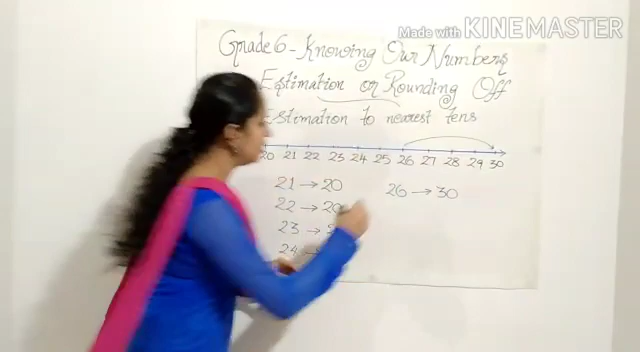 Made with KINEMASTER
Grade 6 - Knowing Our Numbers
Estimation or Rounding Off
Estimation to nearest tens
20 21 22 23 24 25 26 27 28 29 30
21 → 20 26 → 30
22 → 20
23 →
24